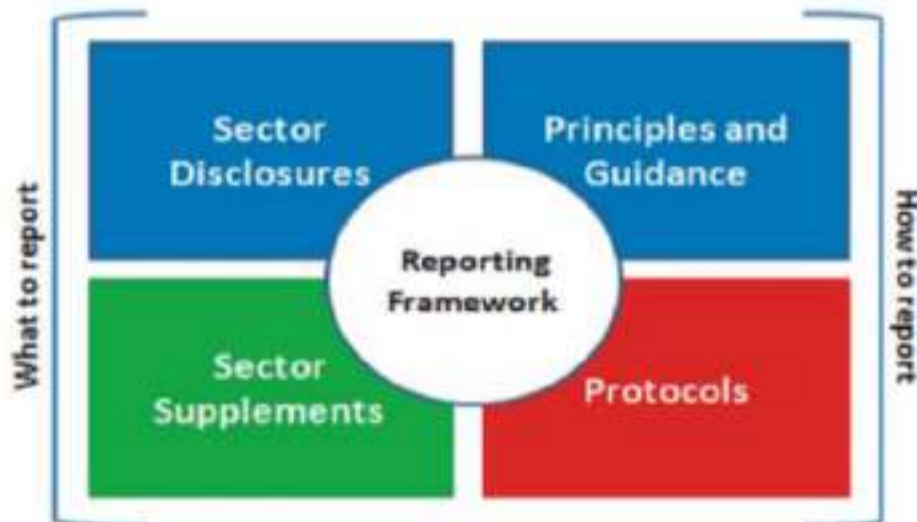 Sector
Disclosures
Principles and
Guidance
What to report
Reporting
Framework
How to report
Sector
Supplements
Protocols